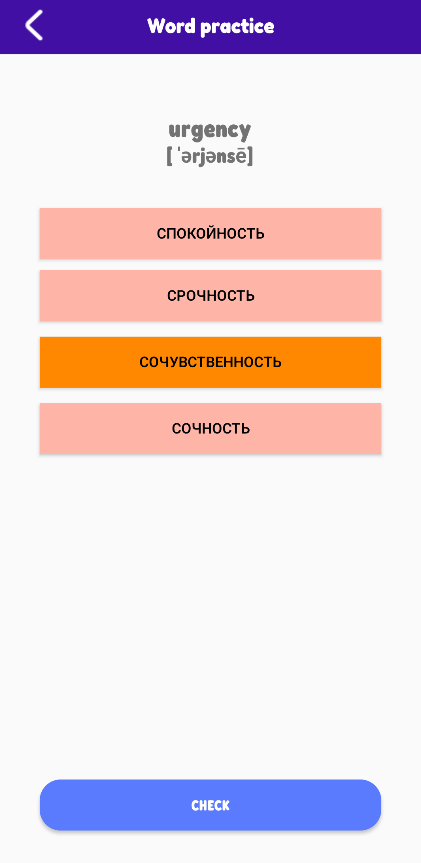 Word practice
urgency
[ ˈərjənsē]
СПОКОЙНОСТЬ
СРОЧНОСТЬ
СОЧУВСТВЕННОСТЬ
СОЧНОСТЬ
CHECK